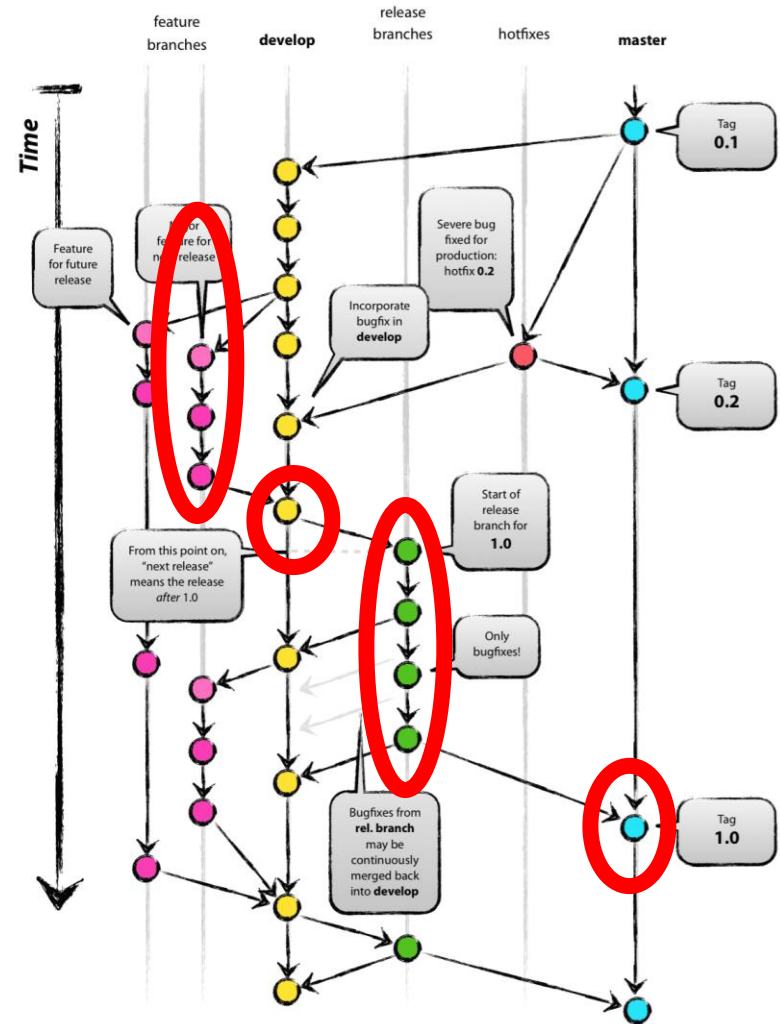 feature
branches
develop
release
branches
hotfixes
master
Time
Tag
0.1
feature for
release
Feature
for future
release
Severe bug
fixed for
production:
hotfix 0.2
Incorporate
bugfix in
develop
Tag
0.2
Start of
release
branch for
1.0
From this point on,
“next release”
means the release
after 1.0
Only
bugfixes!
Bugfixes from
rel. branch
may be
continuously
merged back
into develop
Tag
1.0